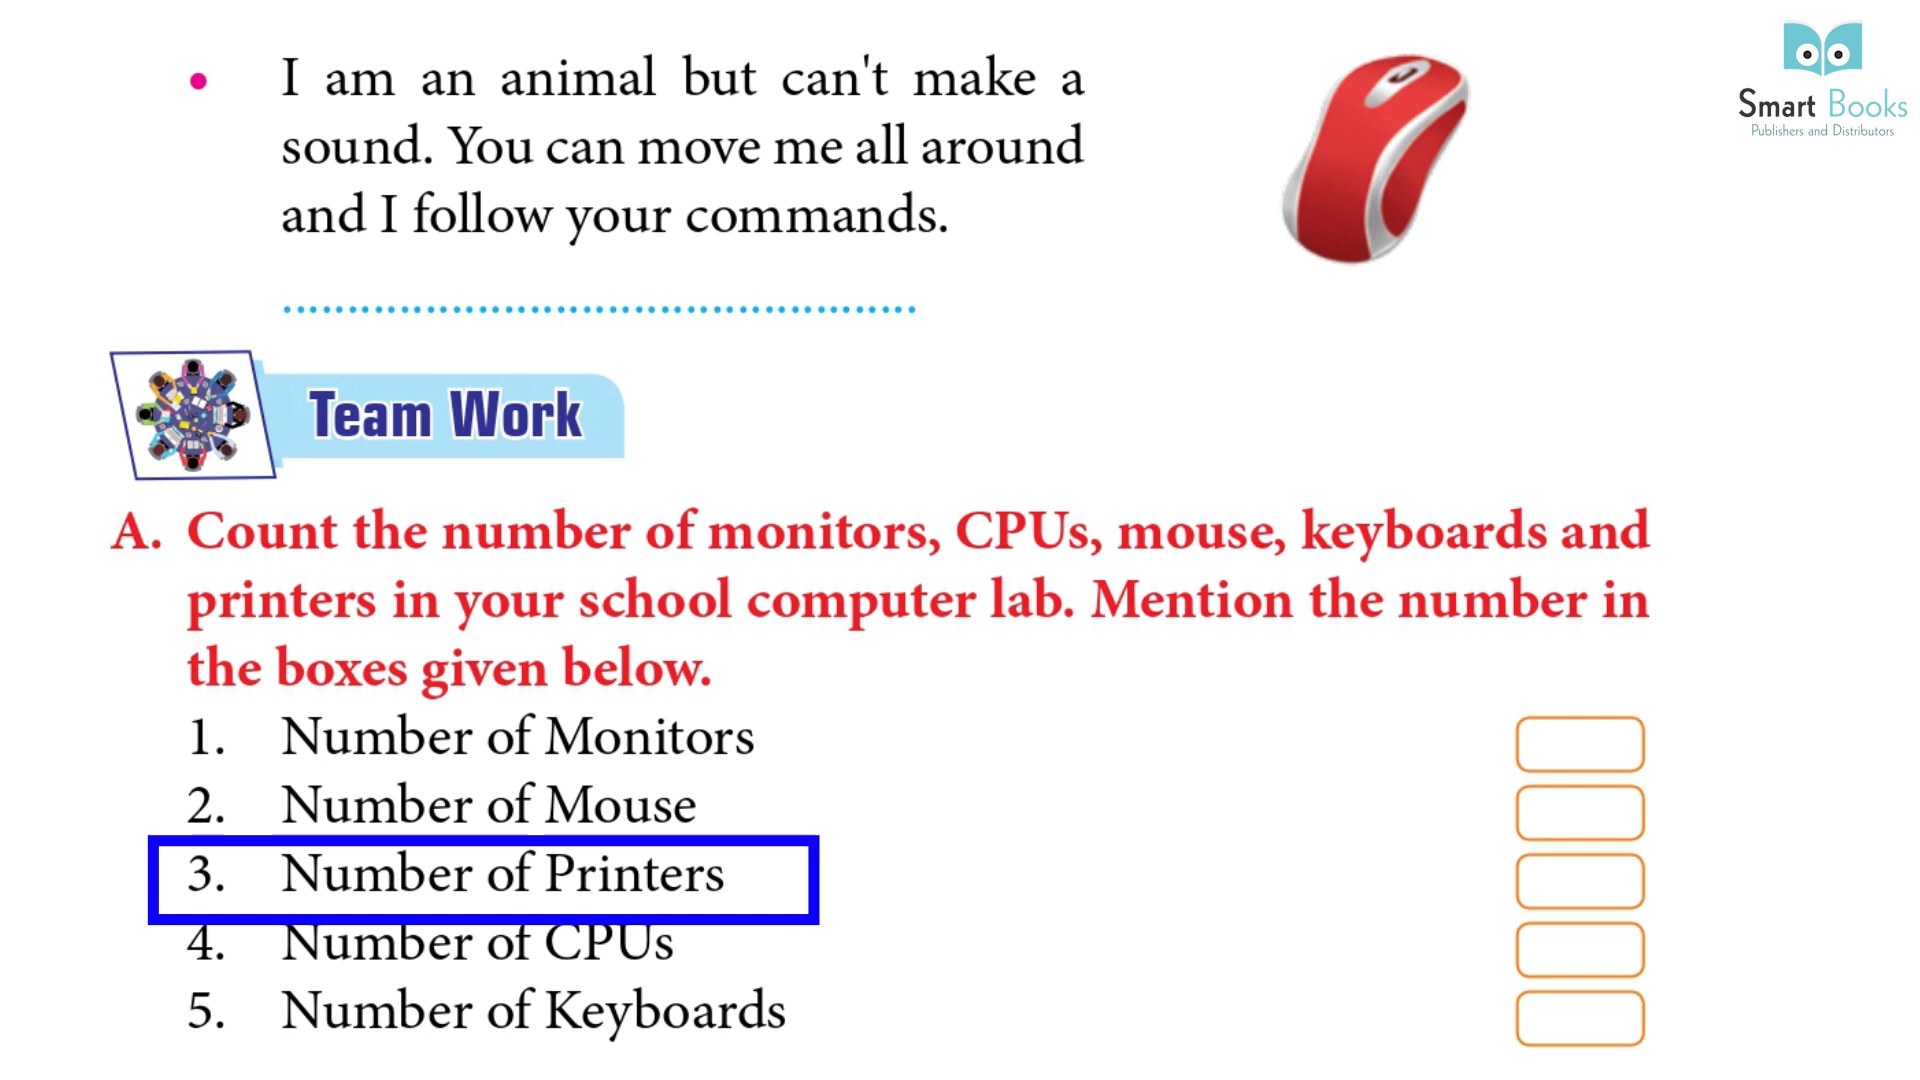 • I am an animal but can't make a
sound. You can move me all around
and I follow your commands.
Smart Books
Publishers and Distributors
Team Work
A. Count the number of monitors, CPUs, mouse, keyboards and
printers in your school computer lab. Mention the number in
the boxes given below.
1. Number of Monitors
2. Number of Mouse
3. Number of Printers
4. Number of CPUs
5. Number of Keyboards